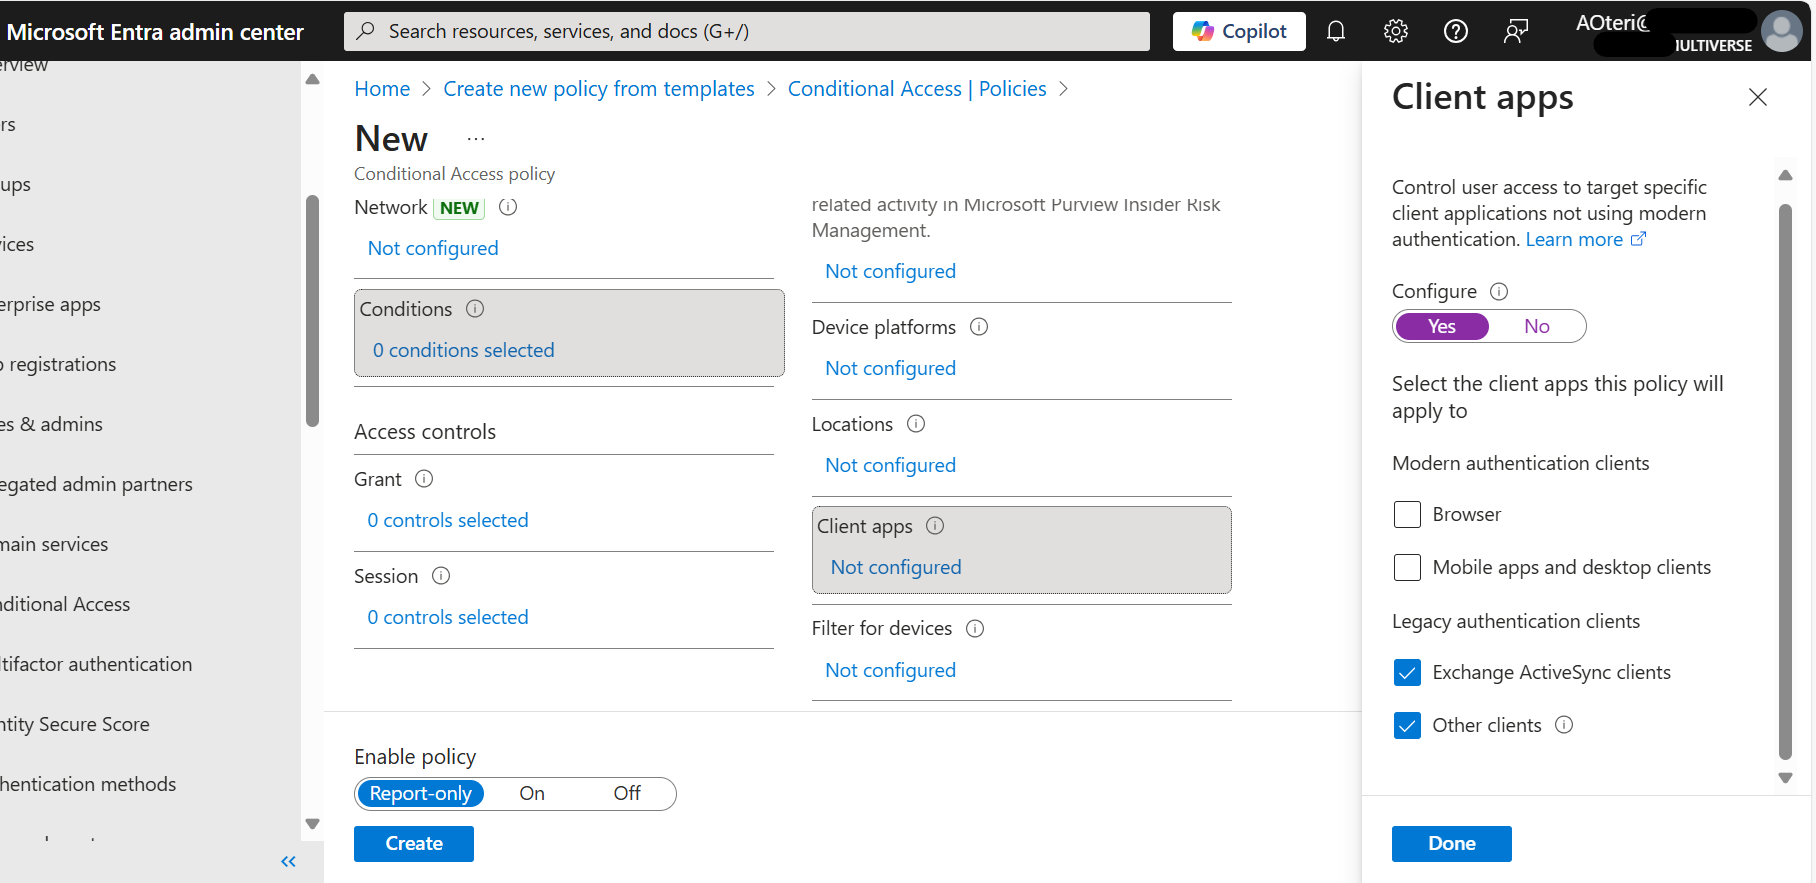 Microsoft Entra admin center
Search resources, services, and docs (G+/)
Copilot
AOteri@
MULTIVERSE
erview
ers
ups
vices
erprise apps
p registrations
es & admins
egated admin partners
main services
nditional Access
ltifactor authentication
ntity Secure Score
hentication methods
Home > Create new policy from templates > Conditional Access | Policies >
New ...
Conditional Access policy
Network NEW
Not configured
Conditions
0 conditions selected
Access controls
Grant
0 controls selected
Session
0 controls selected
related activity in Microsoft Purview Insider Risk
Management.
Not configured
Device platforms
Not configured
Locations
Not configured
Client apps
Not configured
Filter for devices
Not configured
Enable policy
Report-only On Off
Create
Client apps
Control user access to target specific
client applications not using modern
authentication. Learn more
Configure
Yes No
Select the client apps this policy will
apply to
Modern authentication clients
Browser
Mobile apps and desktop clients
Legacy authentication clients
Exchange ActiveSync clients
Other clients
Done